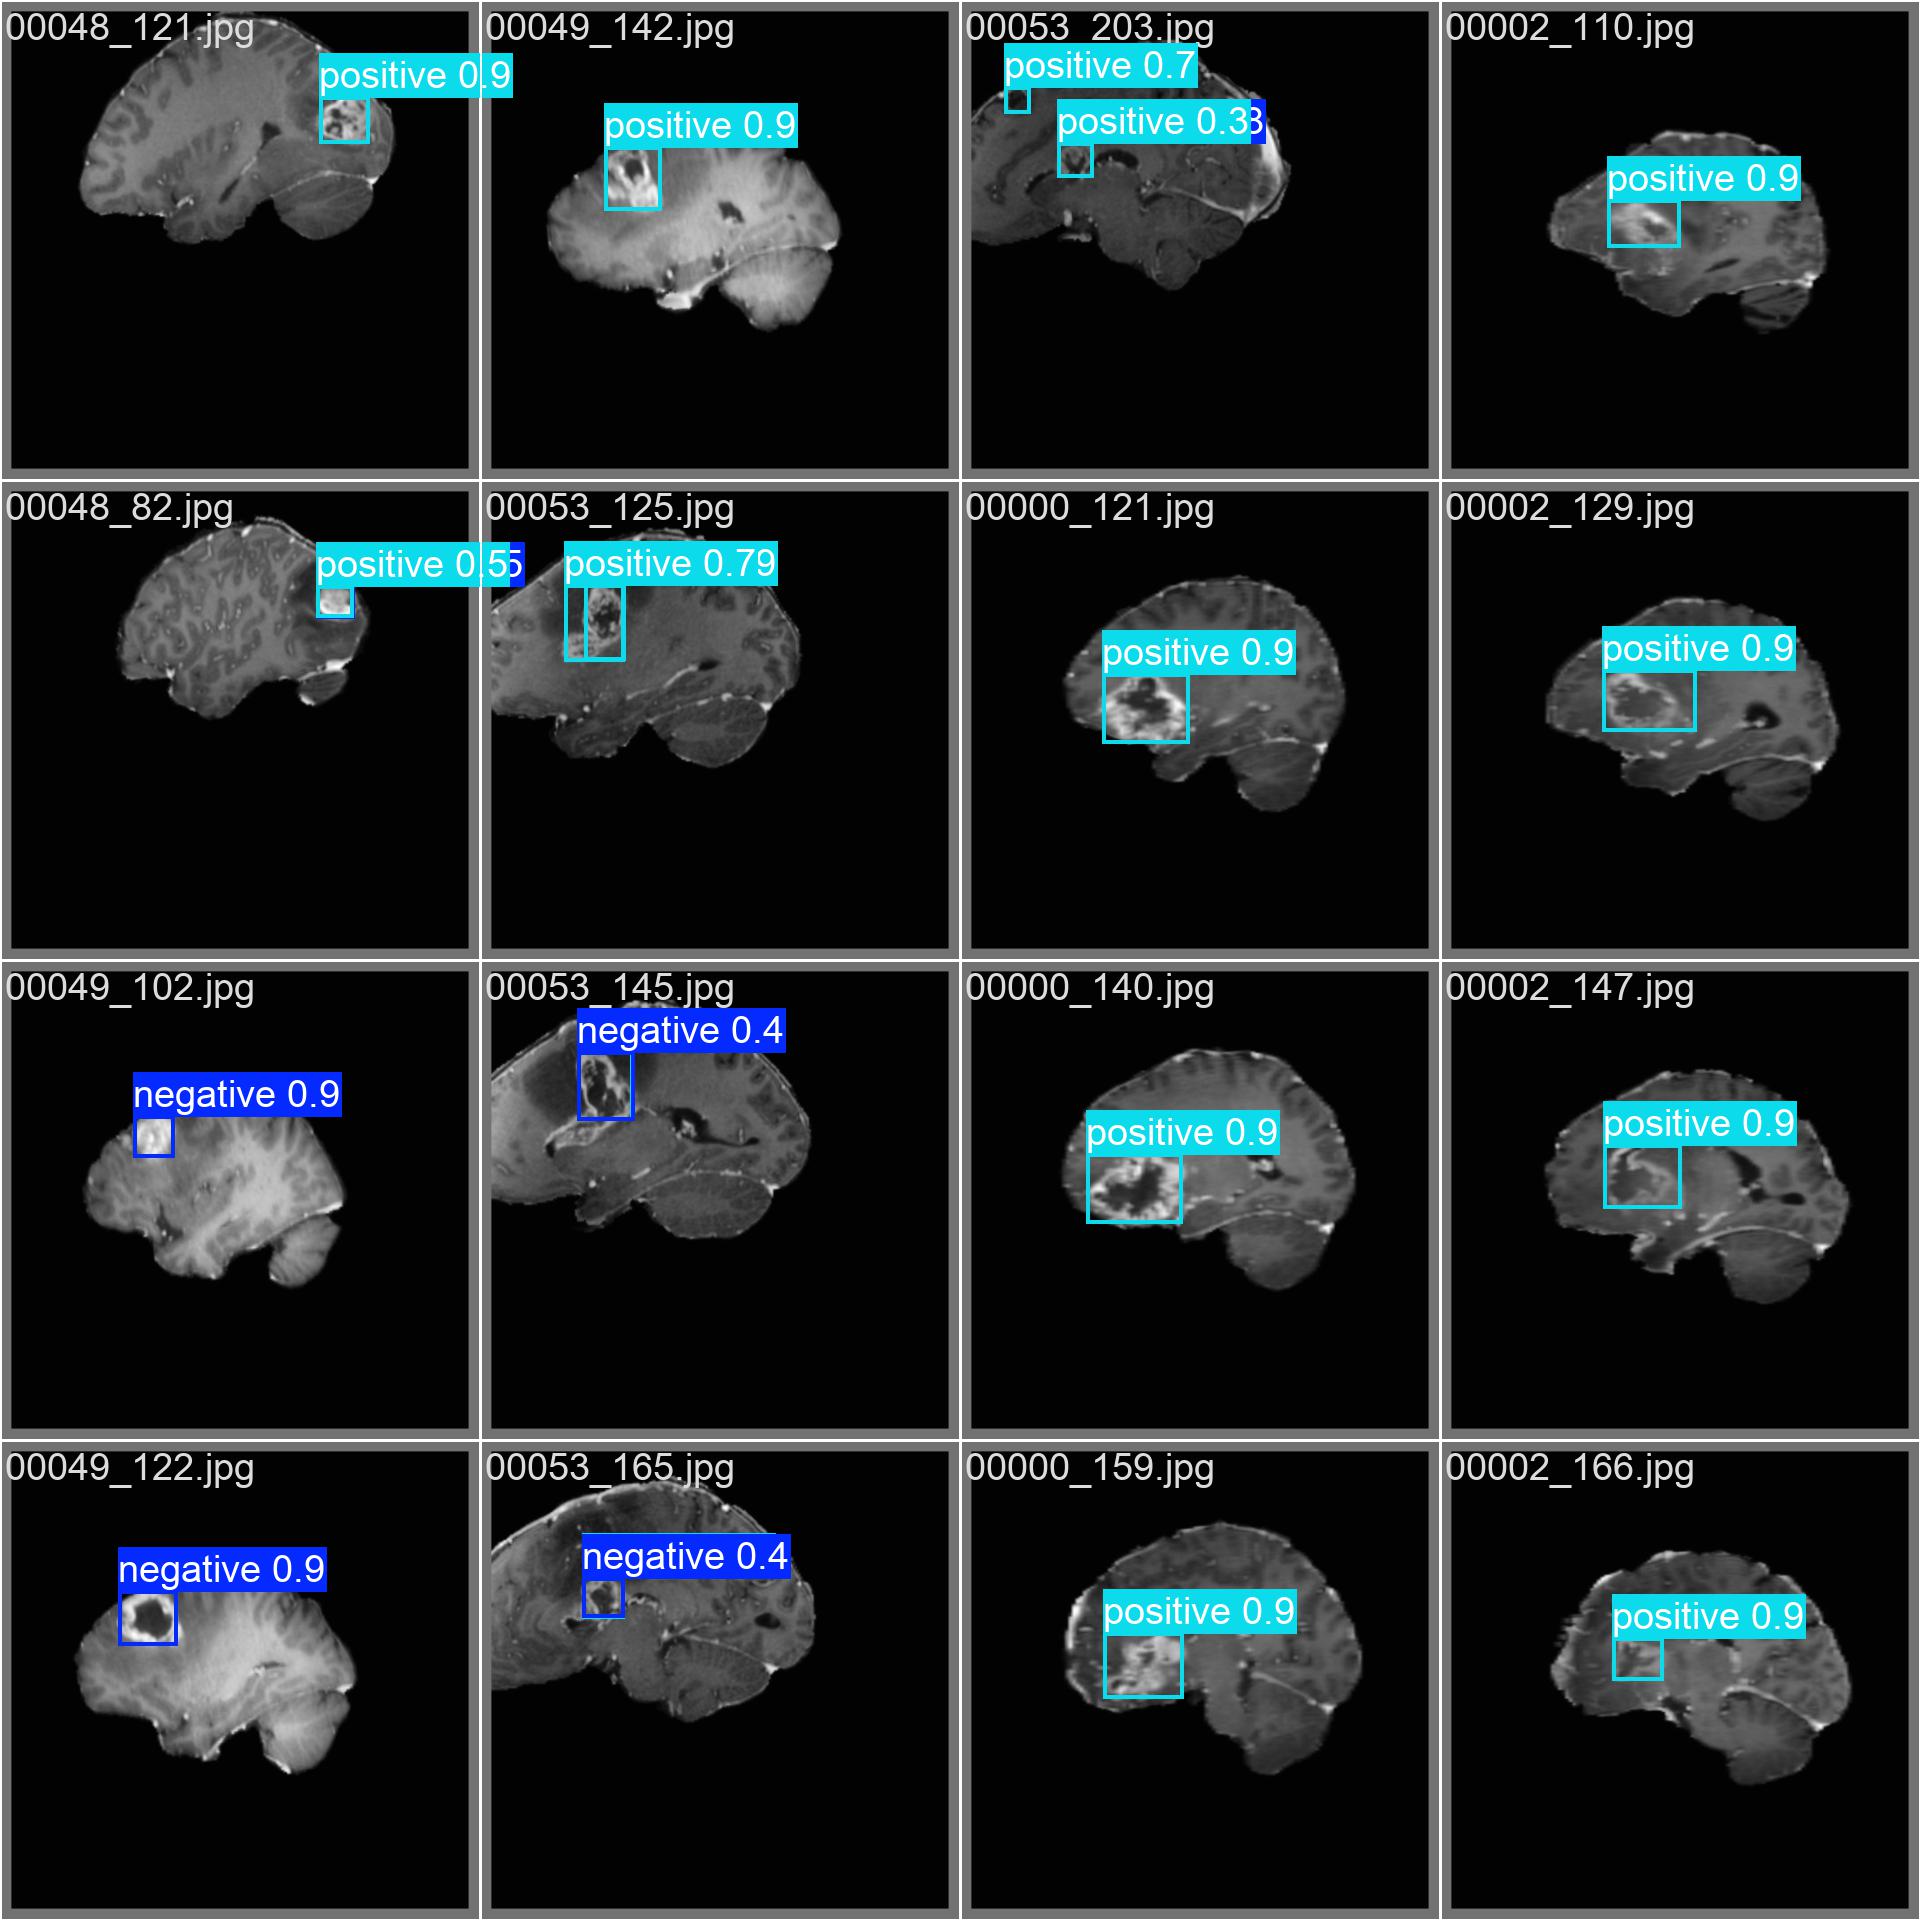 00048_121.jpg
positive 0.9
00049_142.jpg
positive 0.9
00053_203.jpg
positive 0.7
positive 0.3
00002_110.jpg
positive 0.9
00048_82.jpg
positive 0.5
00053_125.jpg
positive 0.79
00000_121.jpg
positive 0.9
00002_129.jpg
positive 0.9
00049_102.jpg
negative 0.9
00053_145.jpg
negative 0.4
00000_140.jpg
positive 0.9
00002_147.jpg
positive 0.9
00049_122.jpg
negative 0.9
00053_165.jpg
negative 0.4
00000_159.jpg
positive 0.9
00002_166.jpg
positive 0.9